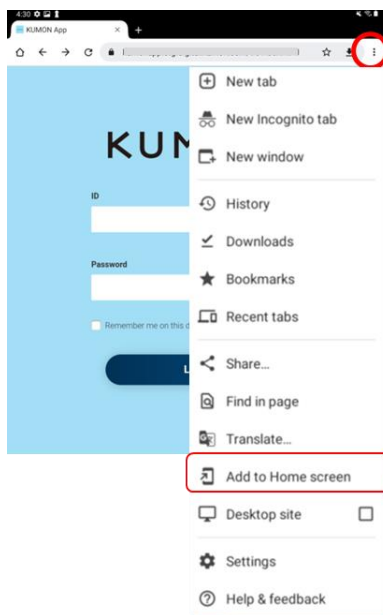 4:30
KUMON App × +
New tab
New Incognito tab
New window
KUM
ID
History
Downloads
Password
Bookmarks
Recent tabs
Remember me on this d
L
Share...
Find in page
Translate...
Add to Home screen
Desktop site
Settings
Help & feedback